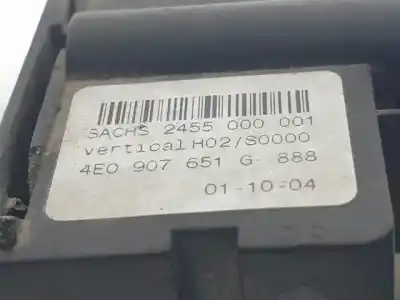 SACHS 2455 000 001
vertical H02/S0000
4E0 907 651 G 888
01-10-04